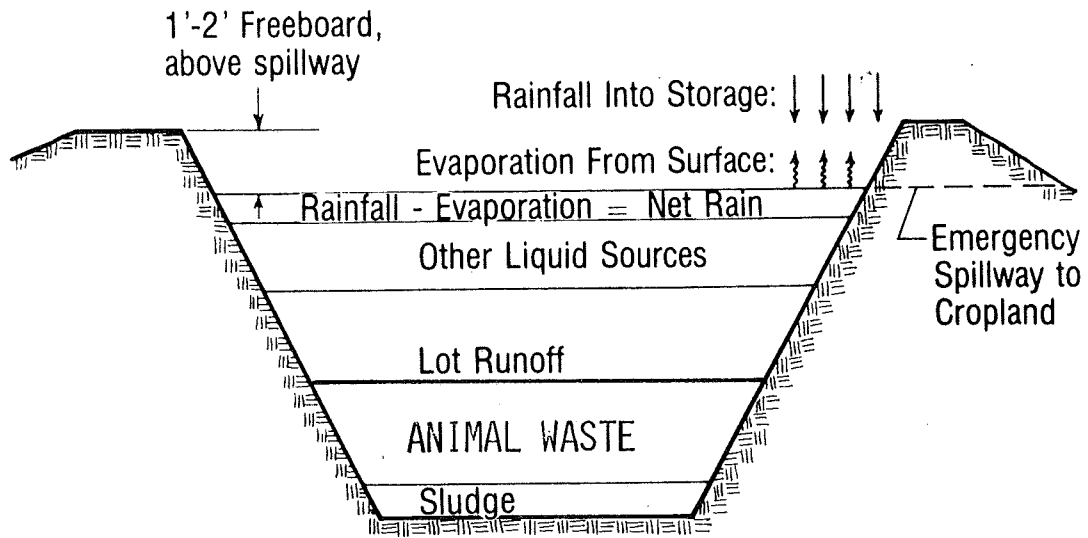 1'-2' Freeboard,
above spillway
Rainfall Into Storage:
Evaporation From Surface:
Rainfall - Evaporation = Net Rain
Other Liquid Sources
Emergency
Spillway to
Cropland
Lot Runoff
ANIMAL WASTE
Sludge